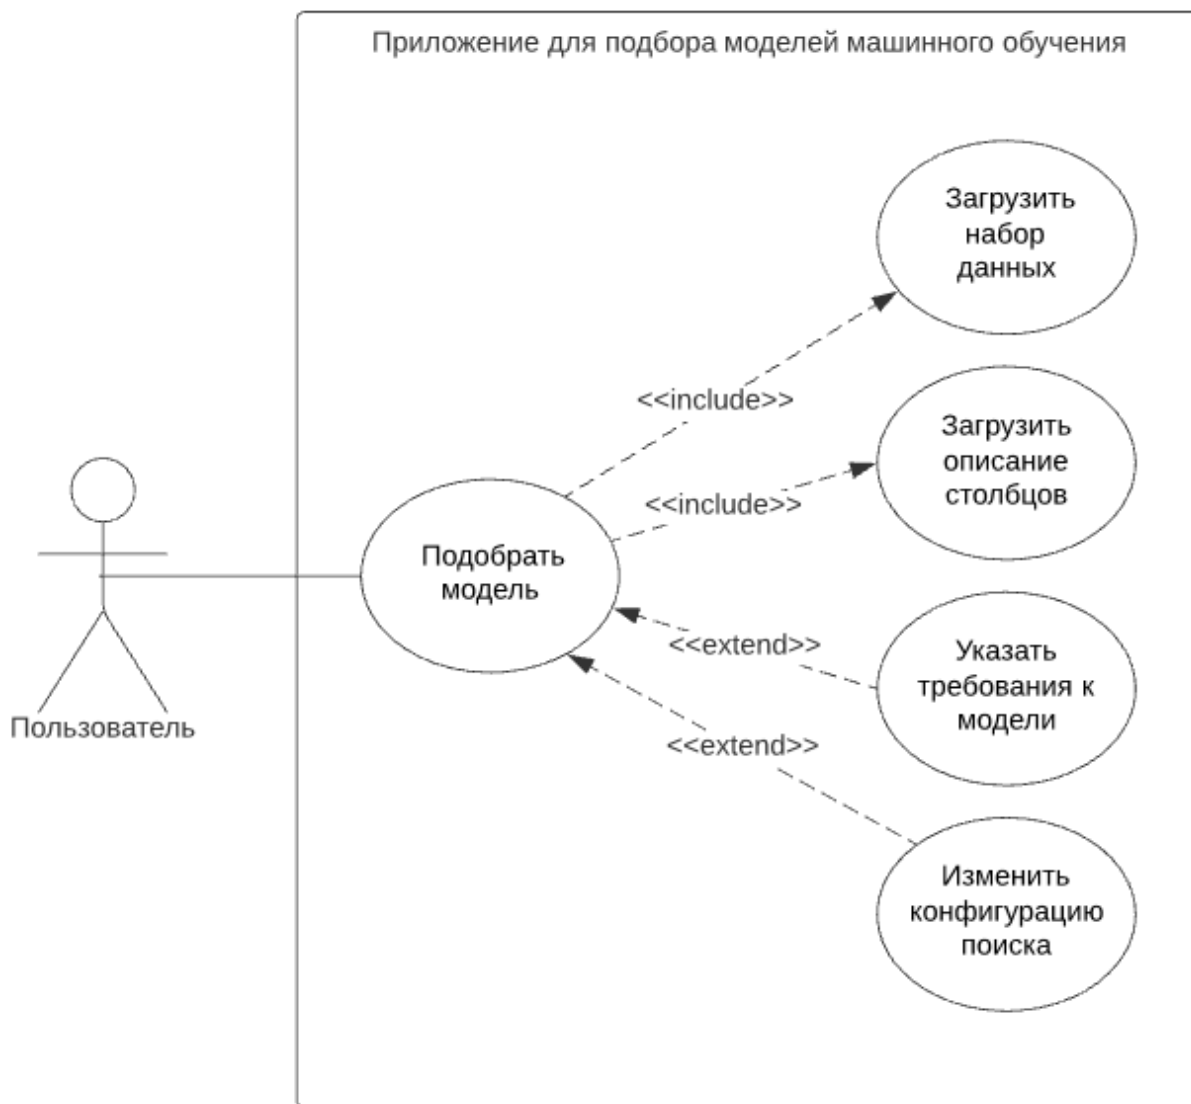 Приложение для подбора моделей машинного обучения
Загрузить
набор
данных
<<include>>
Загрузить
описание
столбцов
<<include>>
Подобрать
модель
Пользователь
<<extend>>
Указать
требования к
модели
<<extend>>
Изменить
конфигурацию
поиска